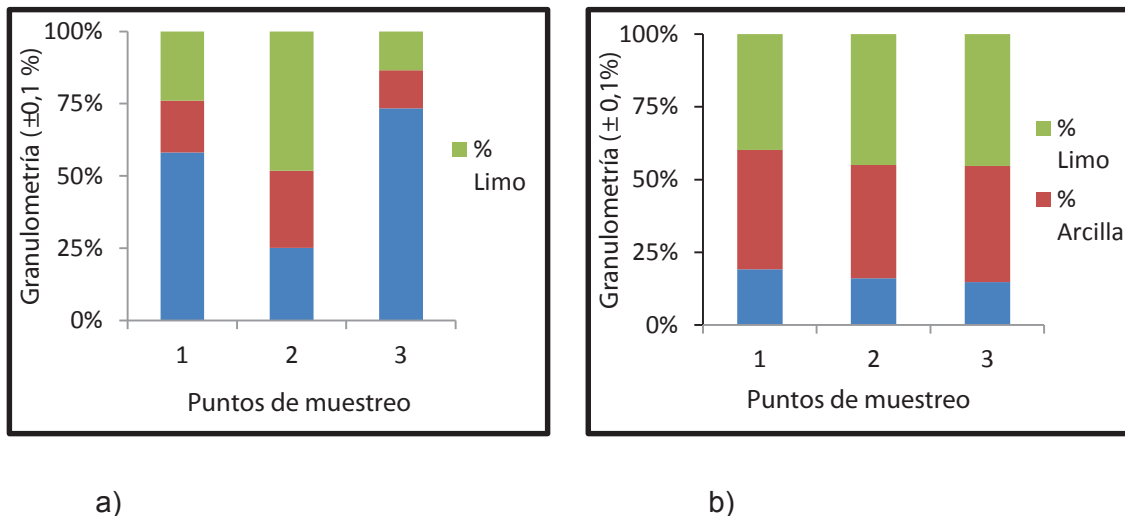 100%
75%
50%
25%
0%
Granulometría (±0,1 %)
1 2 3
Puntos de muestreo
%
Limo
a)
100%
75%
50%
25%
0%
Granulometría (± 0,1%)
1 2 3
Puntos de muestreo
%
Limo
%
Arcilla
b)